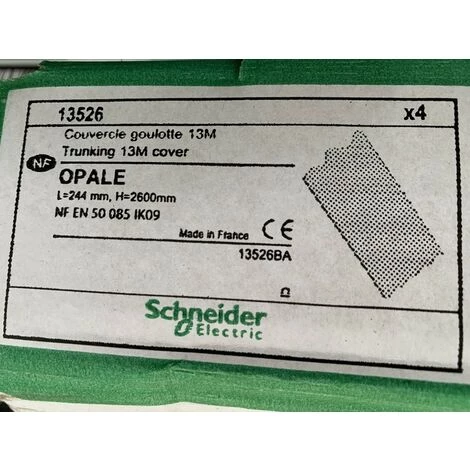 13526 x4
Couvercle goulotte 13M
Trunking 13M cover
NF
OPALE
L=244 mm, H=2600mm
NF EN 50 085 IK09
Made in France CE
13526BA
Ω
Schneider
Electric